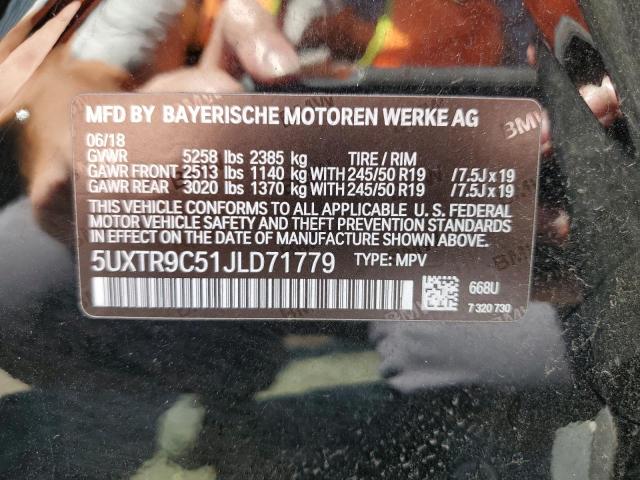 MFD BY BAYERISCHE MOTOREN WERKE AG
06/18
GVWR 5258 lbs 2385 kg TIRE / RIM
GAWR FRONT 2513 lbs 1140 kg WITH 245/50 R19 /7.5J x 19
GAWR REAR 3020 lbs 1370 kg WITH 245/50 R19 /7.5J x 19
THIS VEHICLE CONFORMS TO ALL APPLICABLE U. S. FEDERAL
MOTOR VEHICLE SAFETY AND THEFT PREVENTION STANDARDS
IN EFFECT ON THE DATE OF MANUFACTURE SHOWN ABOVE.
5UXTR9C51JLD71779 TYPE: MPV
668U
7 320 730